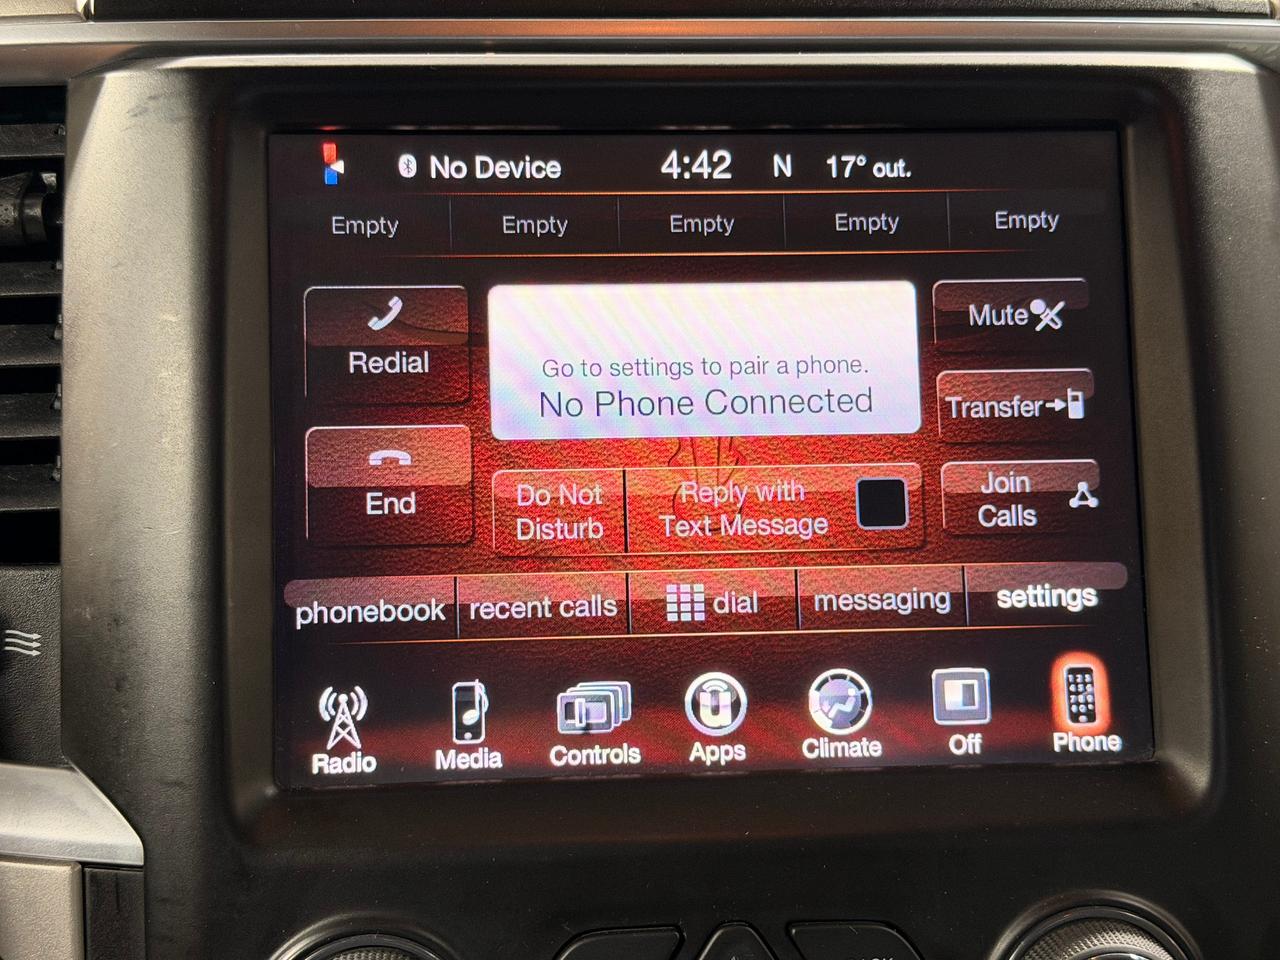 No Device 4:42 N 17° out.
Empty Empty Empty Empty Empty
Redial
Go to settings to pair a phone.
No Phone Connected
Mute
Transfer
End
Do Not
Disturb
Reply with
Text Message
Join
Calls
phonebook recent calls dial messaging settings
Radio Media Controls Apps Climate Off Phone